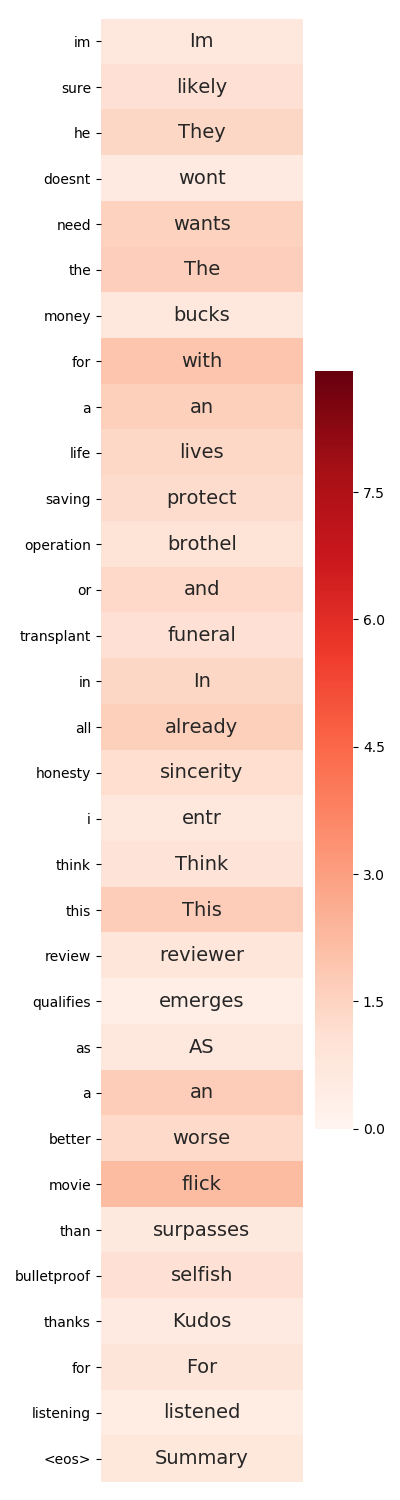 im Im
sure likely
he They
doesnt wont
need wants
the The
money bucks
for with
a an
life lives
saving protect
operation brothel
or and
transplant funeral
in In
all already
honesty sincerity
i entr
think Think
this This
review reviewer
qualifies emerges
as AS
a an
better worse
movie flick
than surpasses
bulletproof selfish
thanks Kudos
for For
listening listened
<eos> Summary
7.5
6.0
4.5
3.0
1.5
0.0